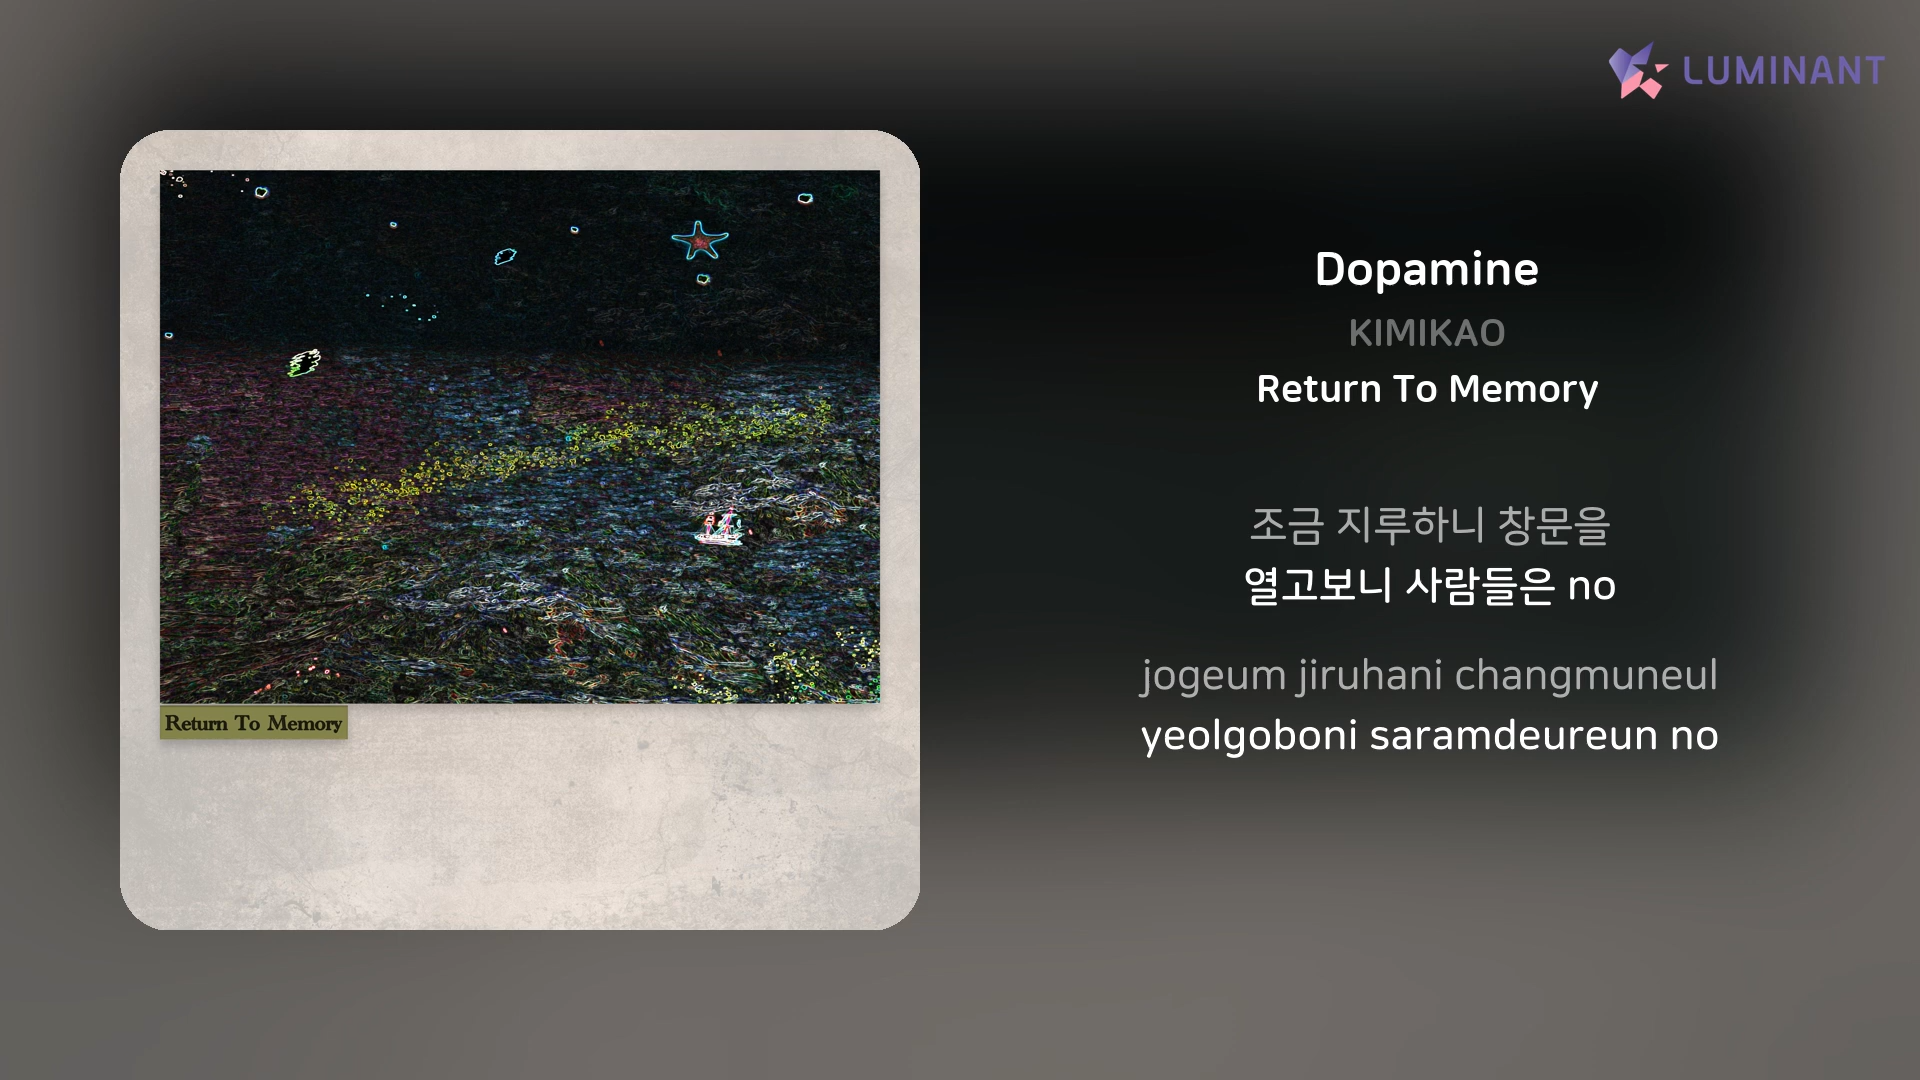 LUMINANT
Return To Memory
Dopamine
KIMIKAO
Return To Memory
조금 지루하니 창문을
열고보니 사람들은 no
jogeum jiruhani changmuneul
yeolgoboni saramdeureun no